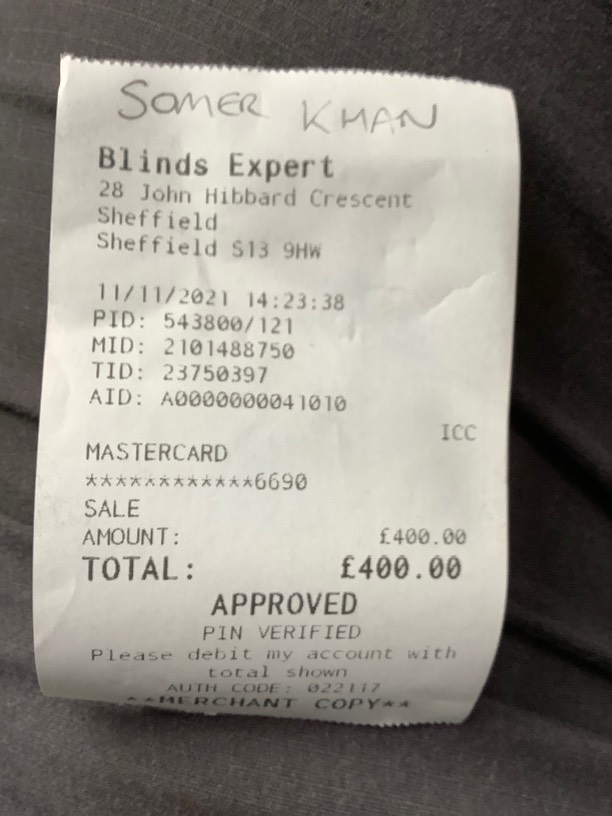 SOMER KHAN
Blinds Expert
28 John Hibbard Crescent
Sheffield
Sheffield S13 9HW
11/11/2021 14:23:38
PID: 543800/121
MID: 2101488750
TID: 23750397
AID: A0000000041010
ICC
MASTERCARD
************6690
SALE
AMOUNT: £400.00
TOTAL: £400.00
APPROVED
PIN VERIFIED
Please debit my account with
total shown
AUTH CODE: 022117
**MERCHANT COPY**